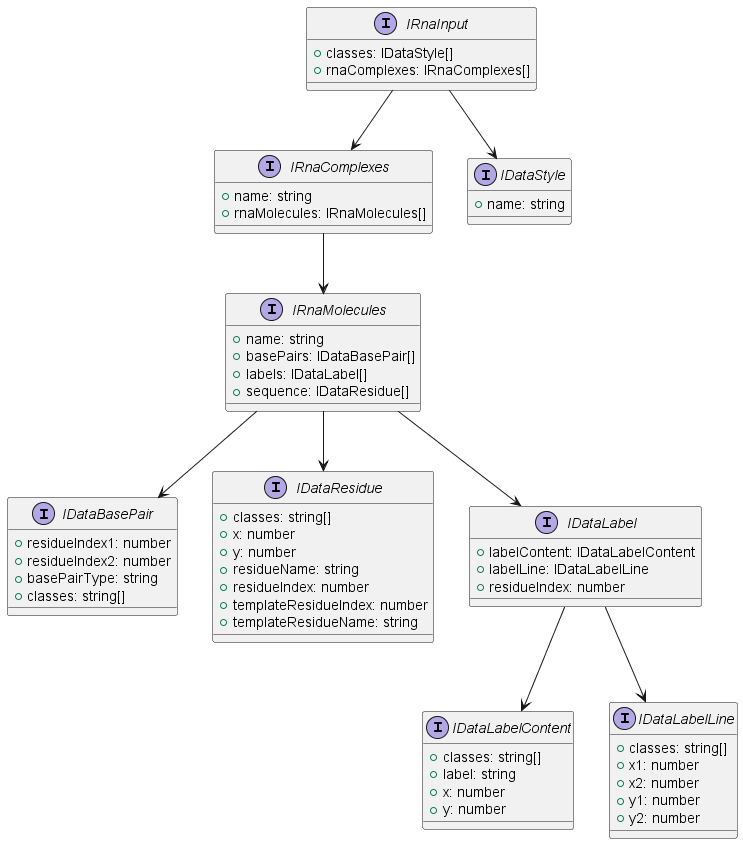 I IRnaInput
classes: IDataStyle[]
rnaComplexes: IRnaComplexes[]
I IRnaComplexes
name: string
rnaMolecules: IRnaMolecules[]
I IDataStyle
name: string
I IRnaMolecules
name: string
basePairs: IDataBasePair[]
labels: IDataLabel[]
sequence: IDataResidue[]
I IDataBasePair
residueIndex1: number
residueIndex2: number
basePairType: string
classes: string[]
I IDataResidue
classes: string[]
x: number
y: number
residueName: string
residueIndex: number
templateResidueIndex: number
templateResidueName: string
I IDataLabel
labelContent: IDataLabelContent
labelLine: IDataLabelLine
residueIndex: number
I IDataLabelContent
classes: string[]
label: string
x: number
y: number
I IDataLabelLine
classes: string[]
x1: number
x2: number
y1: number
y2: number